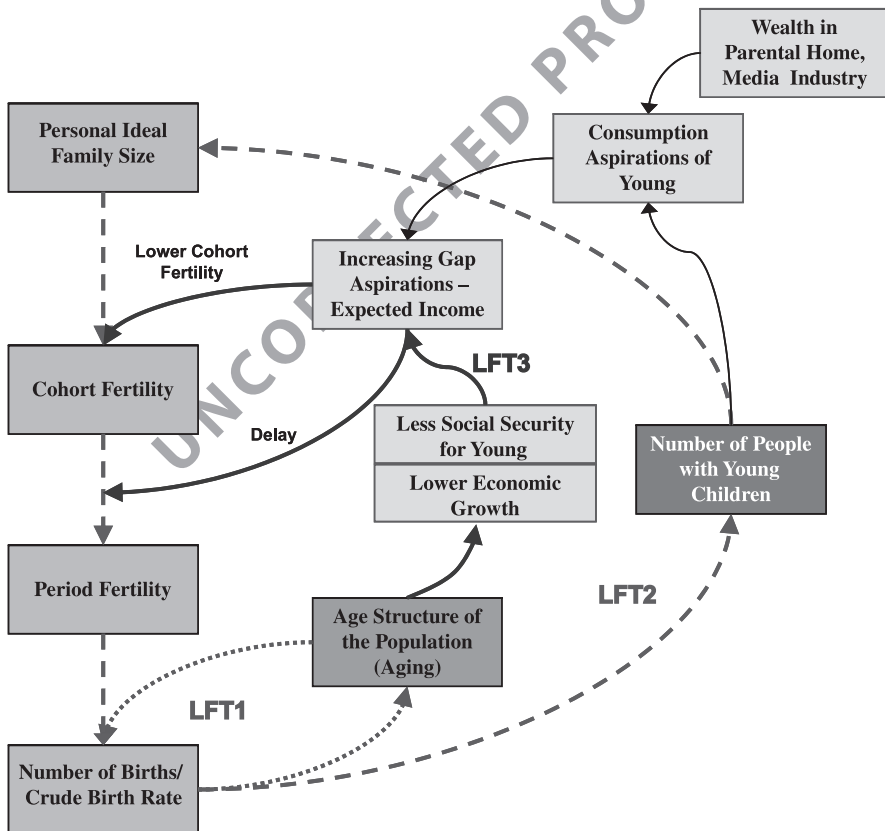 Wealth in
Parental Home,
Media Industry
Personal Ideal
Family Size
Consumption
Aspirations of
Young
Lower Cohort
Fertility
Increasing Gap
Aspirations –
Expected Income
LFT3
Cohort Fertility
Delay
Less Social Security
for Young
Lower Economic
Growth
Number of People
with Young
Children
Period Fertility
LFT2
Age Structure of
the Population
(Aging)
LFT1
Number of Births/
Crude Birth Rate
UNCORRECTED PRO